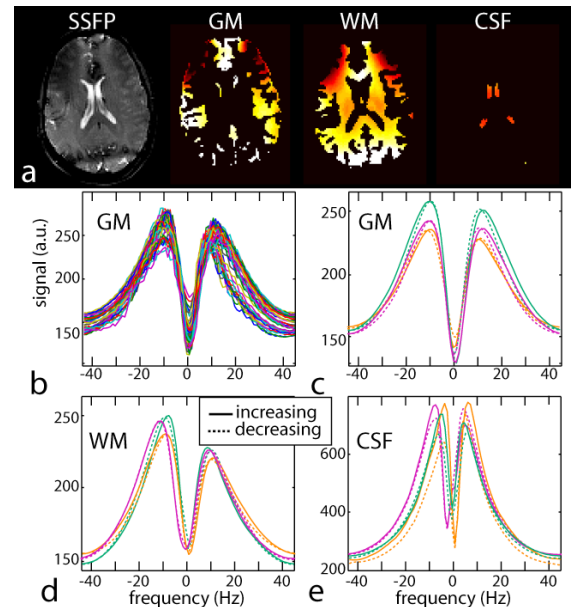 SSFP GM WM CSF
a
GM GM
signal (a.u.)
250 250
200 200
150 150
-40 -20 0 20 40 -40 -20 0 20 40
b c
WM increasing CSF
decreasing
250 600
200 400
150 200
-40 -20 0 20 40 -40 -20 0 20 40
d frequency (Hz) e frequency (Hz)